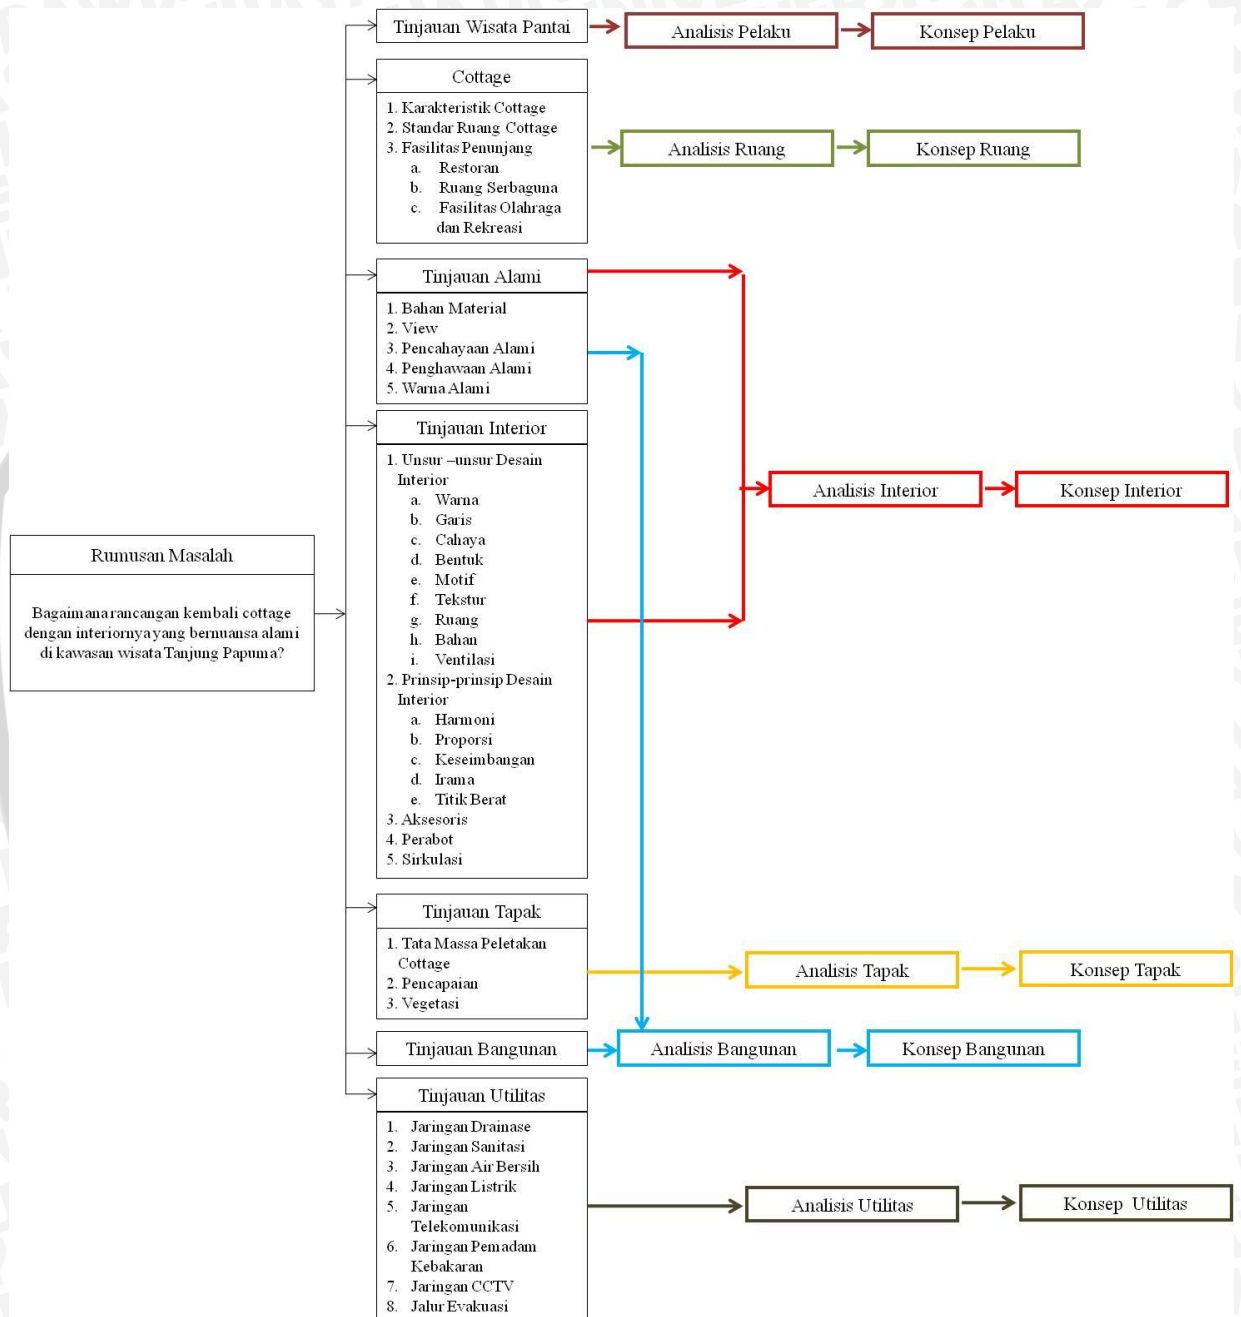 Tinjauan Wisata Pantai
Analisis Pelaku
Konsep Pelaku
Cottage
1. Karakteristik Cottage
2. Standar Ruang Cottage
3. Fasilitas Penunjang
a. Restoran
b. Ruang Serbaguna
c. Fasilitas Olahraga
dan Rekreasi
Analisis Ruang
Konsep Ruang
Tinjauan Alami
1. Bahan Material
2. View
3. Pencahayaan Alami
4. Penghawaan Alami
5. Warna Alami
Tinjauan Interior
1. Unsur –unsur Desain
Interior
a. Warna
b. Garis
c. Cahaya
d. Bentuk
e. Motif
f. Tekstur
g. Ruang
h. Bahan
i. Ventilasi
2. Prinsip-prinsip Desain
Interior
a. Harmoni
b. Proporsi
c. Keseimbangan
d. Irama
e. Titik Berat
3. Aksesoris
4. Perabot
5. Sirkulasi
Analisis Interior
Konsep Interior
Rumusan Masalah
Bagaimana rancangan kembali cottage
dengan interiornya yang bernuansa alami
di kawasan wisata Tanjung Papuma?
Tinjauan Tapak
1. Tata Massa Peletakan
Cottage
2. Pencapaian
3. Vegetasi
Analisis Tapak
Konsep Tapak
Tinjauan Bangunan
Analisis Bangunan
Konsep Bangunan
Tinjauan Utilitas
1. Jaringan Drainase
2. Jaringan Sanitasi
3. Jaringan Air Bersih
4. Jaringan Listrik
5. Jaringan
Telekomunikasi
6. Jaringan Pemadam
Kebakaran
7. Jaringan CCTV
8. Jalur Evakuasi
Analisis Utilitas
Konsep Utilitas